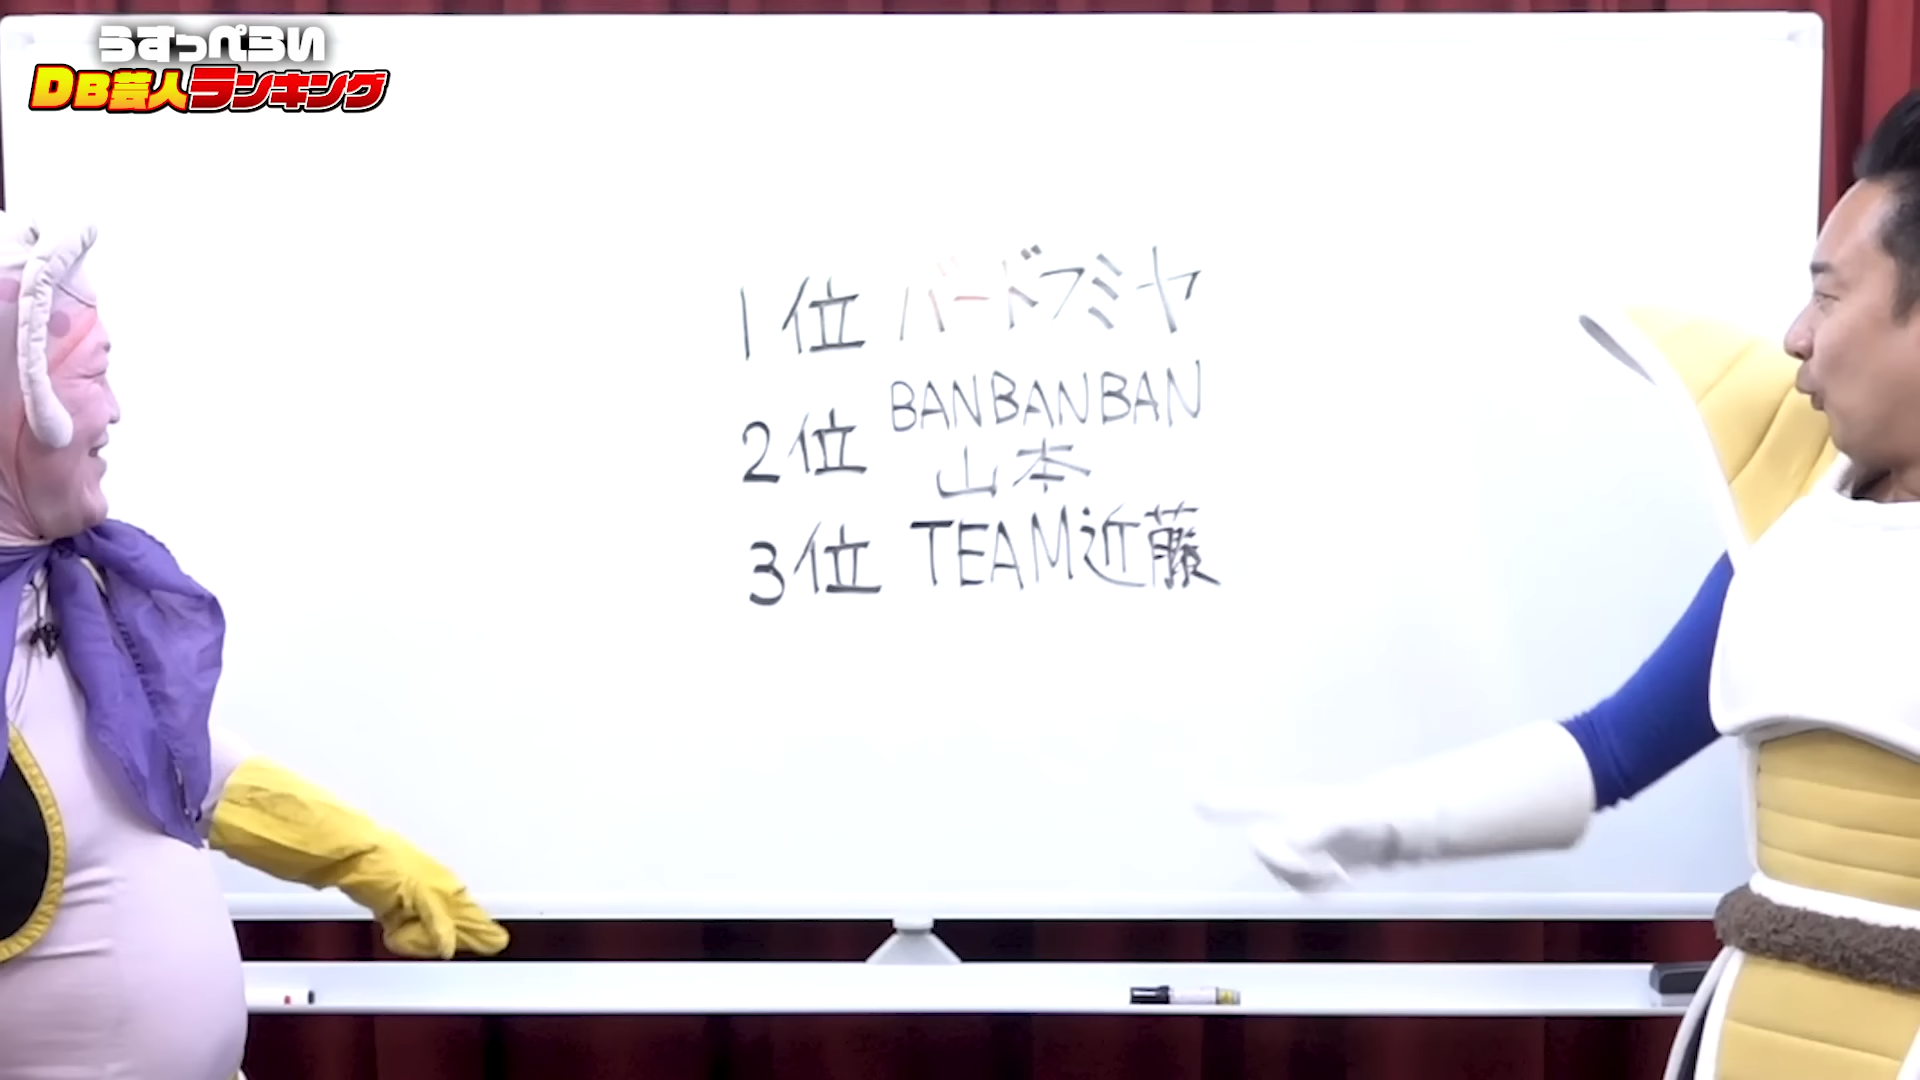 うすっぺらい
DB芸人ランキング
1位 バードフミヤ
2位 BANBANBAN
山本
3位 TEAM近藤